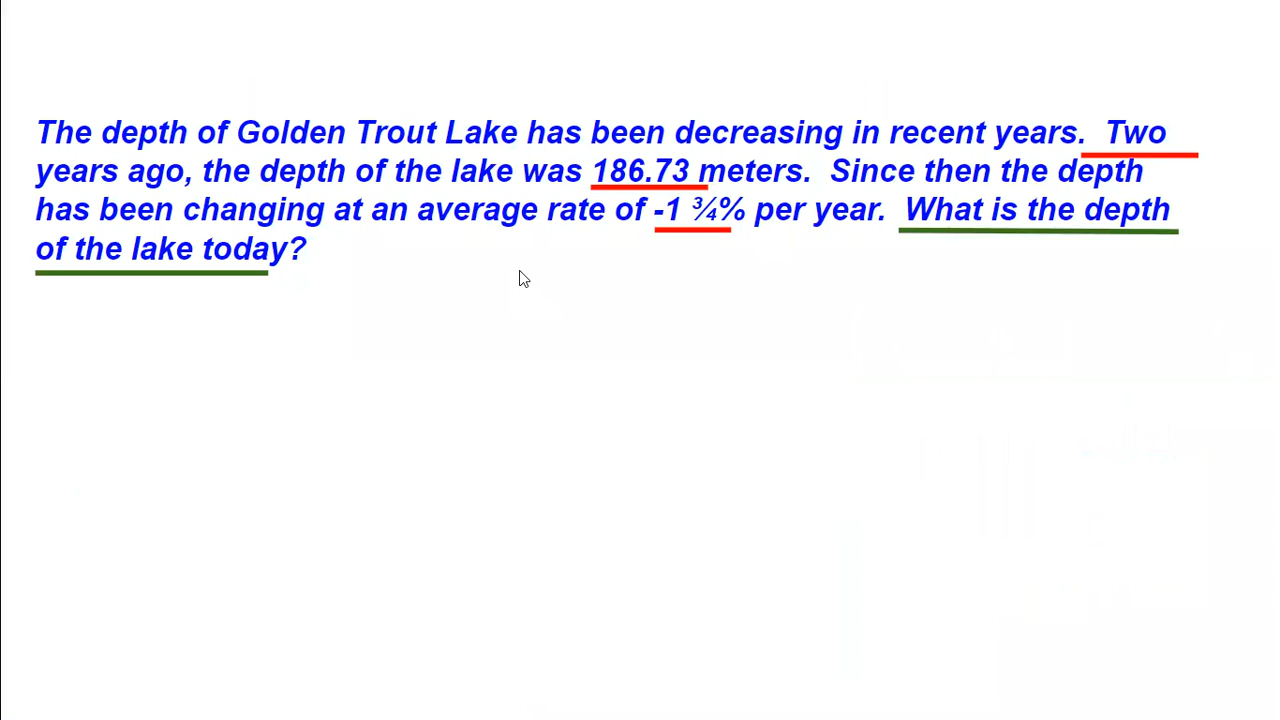 The depth of Golden Trout Lake has been decreasing in recent years.  Two
years ago, the depth of the lake was 186.73 meters.  Since then the depth
has been changing at an average rate of -1 ¾% per year.  What is the depth
of the lake today?